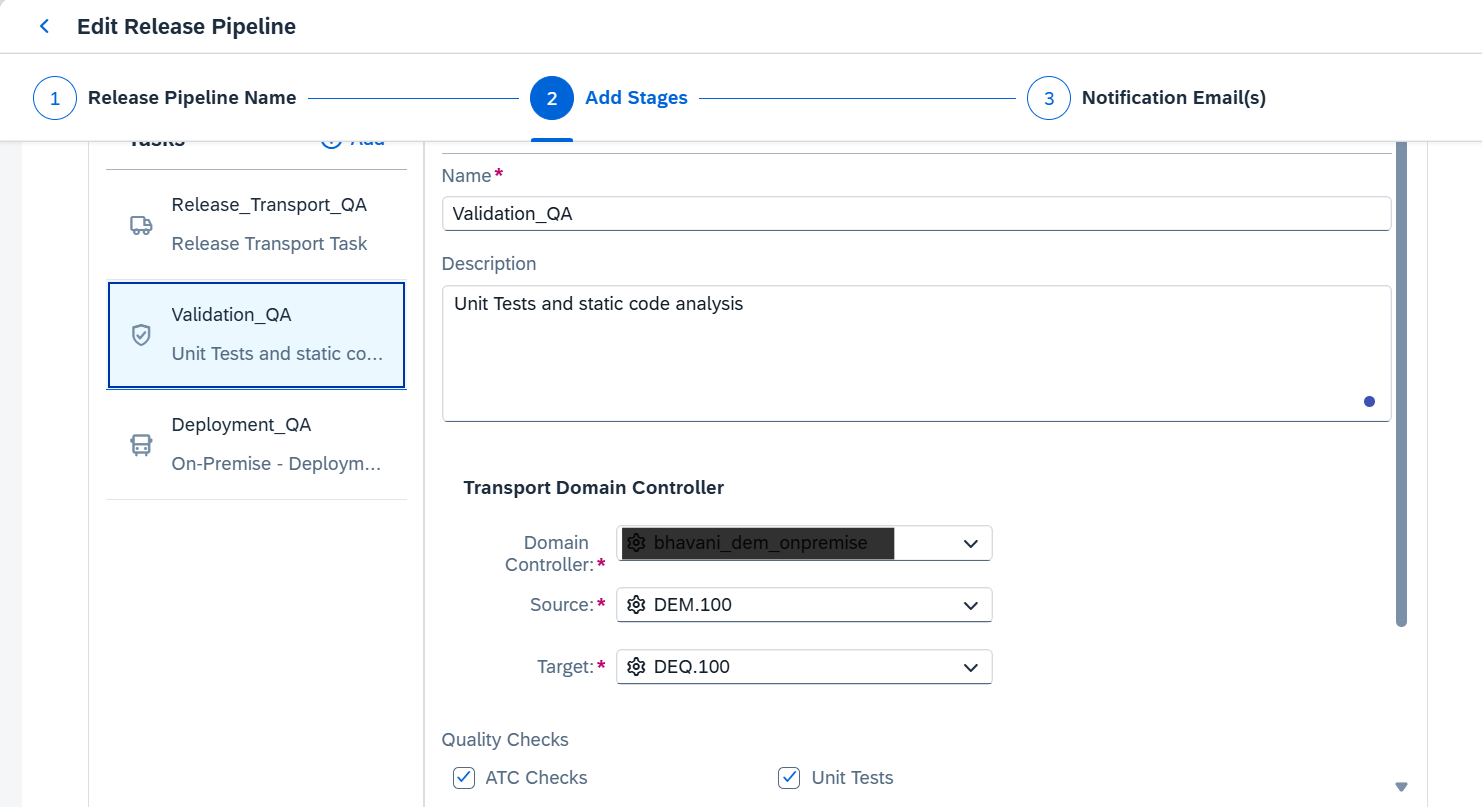 Edit Release Pipeline
1 Release Pipeline Name
2 Add Stages
3 Notification Email(s)
Tasks
Add
Release_Transport_QA
Release Transport Task
Validation_QA
Unit Tests and static co...
Deployment_QA
On-Premise - Deploym...
Name*
Validation_QA
Description
Unit Tests and static code analysis
Transport Domain Controller
Domain
Controller:*
bhavani_dem_onpremise
Source:*
DEM.100
Target:*
DEQ.100
Quality Checks
ATC Checks
Unit Tests